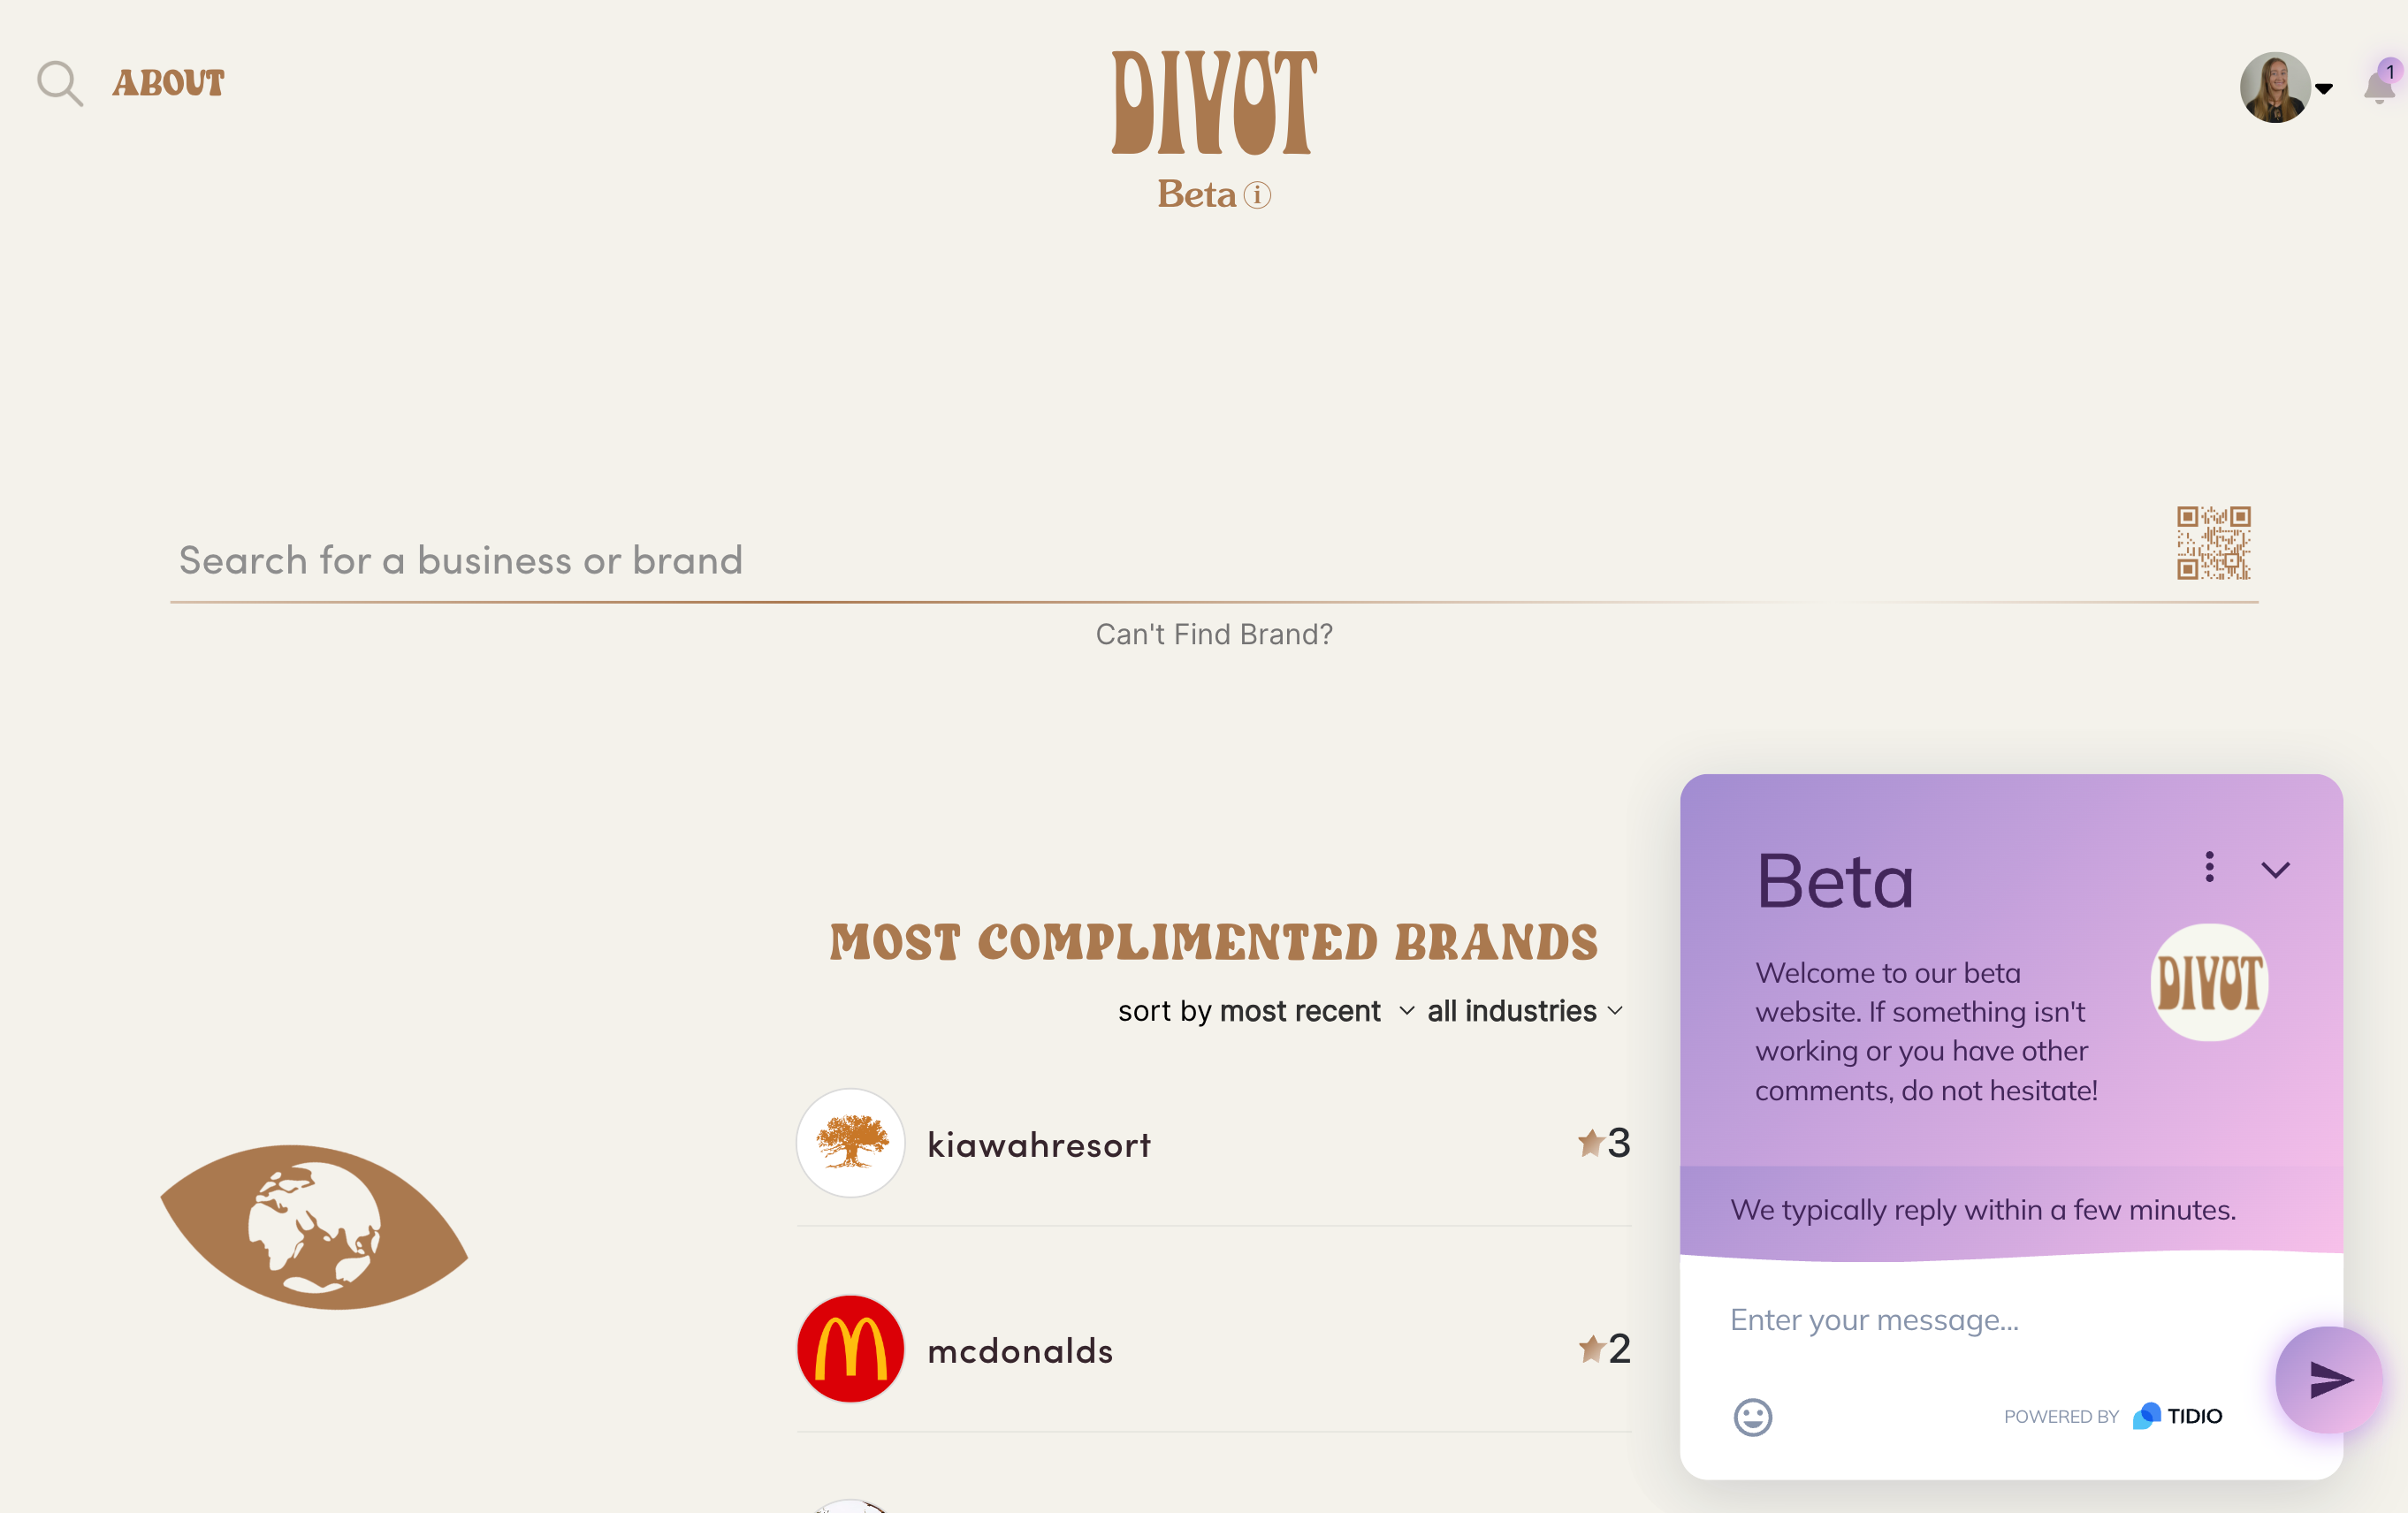 ABOUT
DIVOT
Beta i
1
Search for a business or brand
Can't Find Brand?
MOST COMPLIMENTED BRANDS
sort by most recent all industries
kiawahresort
3
mcdonalds
2
Beta
Welcome to our beta
website. If something isn't
working or you have other
comments, do not hesitate!
DIVOT
We typically reply within a few minutes.
Enter your message...
POWERED BY TIDIO